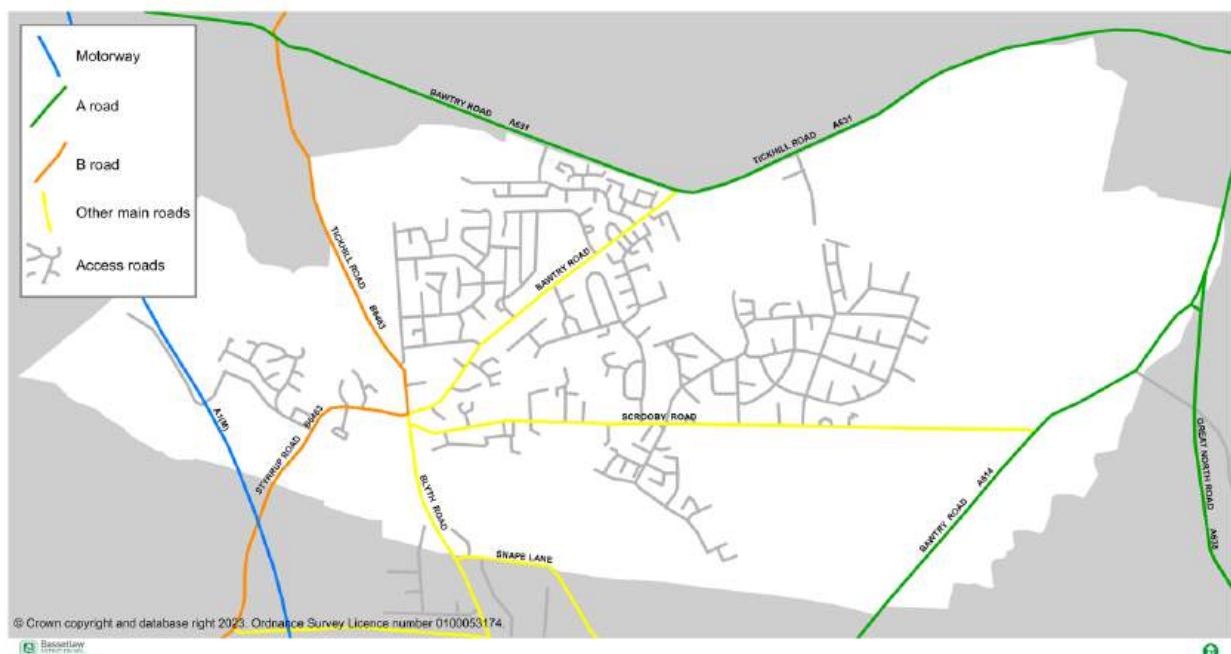 Motorway
A road
B road
Other main roads
Access roads
BAWTRY ROAD A631
TICKHILL ROAD A631
TICKHILL ROAD B6463
BAWTRY ROAD
A1(M)
STYRRUP ROAD B6463
SCROOBY ROAD
BLYTH ROAD
SNAPE LANE
BAWTRY ROAD A614
GREAT NORTH ROAD A638
© Crown copyright and database right 2023. Ordnance Survey Licence number 0100053174.
Bassetlaw